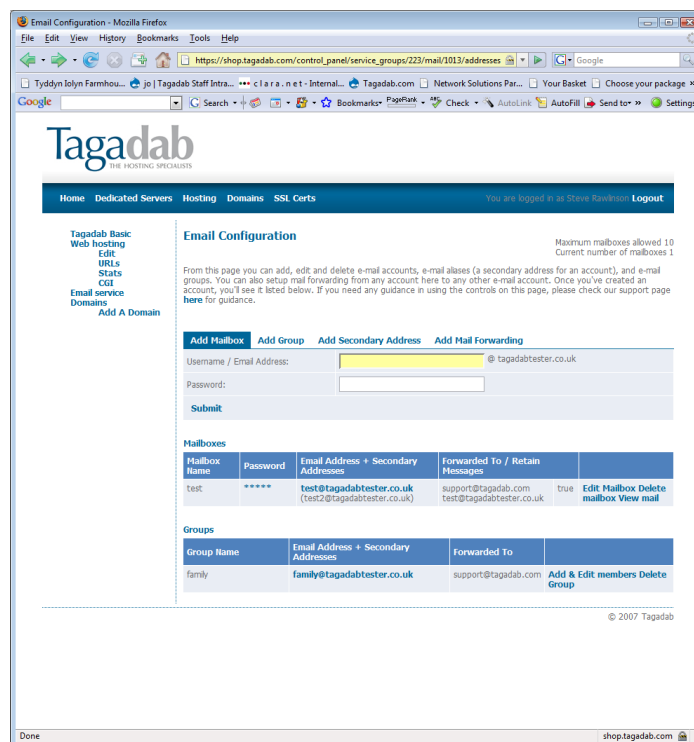 Email Configuration - Mozilla Firefox
File Edit View History Bookmarks Tools Help
https://shop.tagadab.com/control_panel/service_groups/223/mail/1013/addresses
Google
Tyddyn Iolyn Farmhou... jo | Tagadab Staff Intra... c l a r a . n e t - Internal... Tagadab.com Network Solutions Par... Your Basket Choose your package »
Google Search Bookmarks PageRank Check AutoLink AutoFill Send to » Settings
Tagadab
THE HOSTING SPECIALISTS
Home Dedicated Servers Hosting Domains SSL Certs You are logged in as Steve Rawlinson Logout
Tagadab Basic
Web hosting
Edit
URLs
Stats
CGI
Email service
Domains
Add A Domain
Email Configuration
Maximum mailboxes allowed 10
Current number of mailboxes 1
From this page you can add, edit and delete e-mail accounts, e-mail aliases (a secondary address for an account), and e-mail
groups. You can also setup mail forwarding from any account here to any other e-mail account. Once you've created an
account, you'll see it listed below. If you need any guidance in using the controls on this page, please check our support page
here for guidance.
Add Mailbox Add Group Add Secondary Address Add Mail Forwarding
Username / Email Address: @ tagadabtester.co.uk
Password:
Submit
Mailboxes
Mailbox Name Password Email Address + Secondary Addresses Forwarded To / Retain Messages
test ***** test@tagadabtester.co.uk support@tagadab.com true Edit Mailbox Delete
(test2@tagadabtester.co.uk) test@tagadabtester.co.uk mailbox View mail
Groups
Group Name Email Address + Secondary Addresses Forwarded To
family family@tagadabtester.co.uk support@tagadab.com Add & Edit members Delete
Group
© 2007 Tagadab
Done shop.tagadab.com